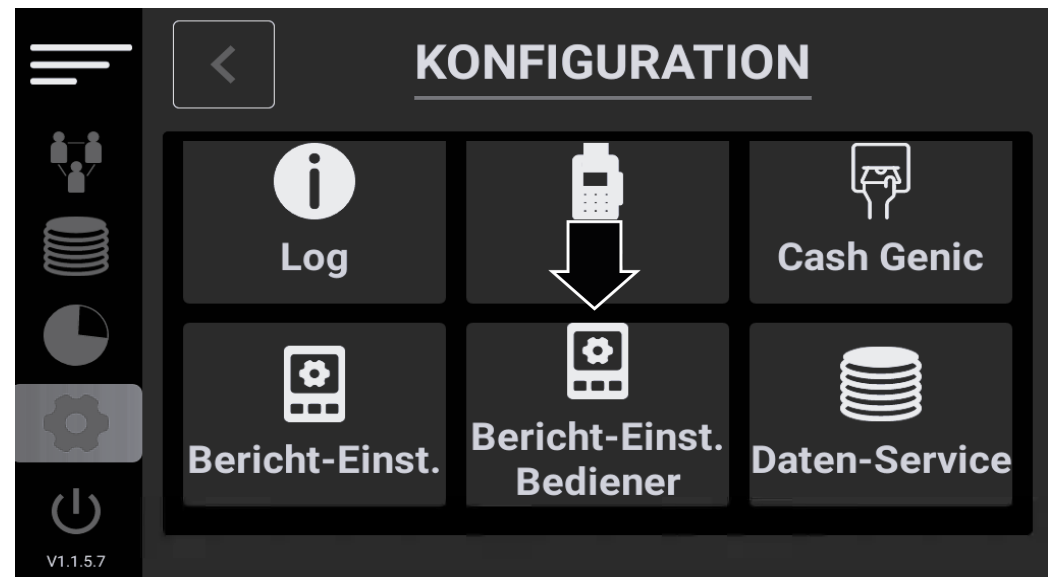 KONFIGURATION
Log
Cash Genic
Bericht-Einst.
Bericht-Einst.
Bediener
Daten-Service
V1.1.5.7